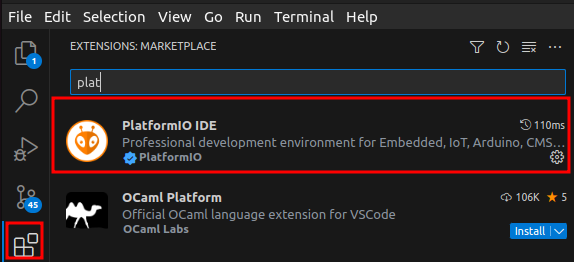 File Edit Selection View Go Run Terminal Help
EXTENSIONS: MARKETPLACE
1
plat
PlatformIO IDE 110ms
Professional development environment for Embedded, IoT, Arduino, CMS...
PlatformIO
45
OCaml Platform 106K 5
Official OCaml language extension for VSCode
OCaml Labs Install